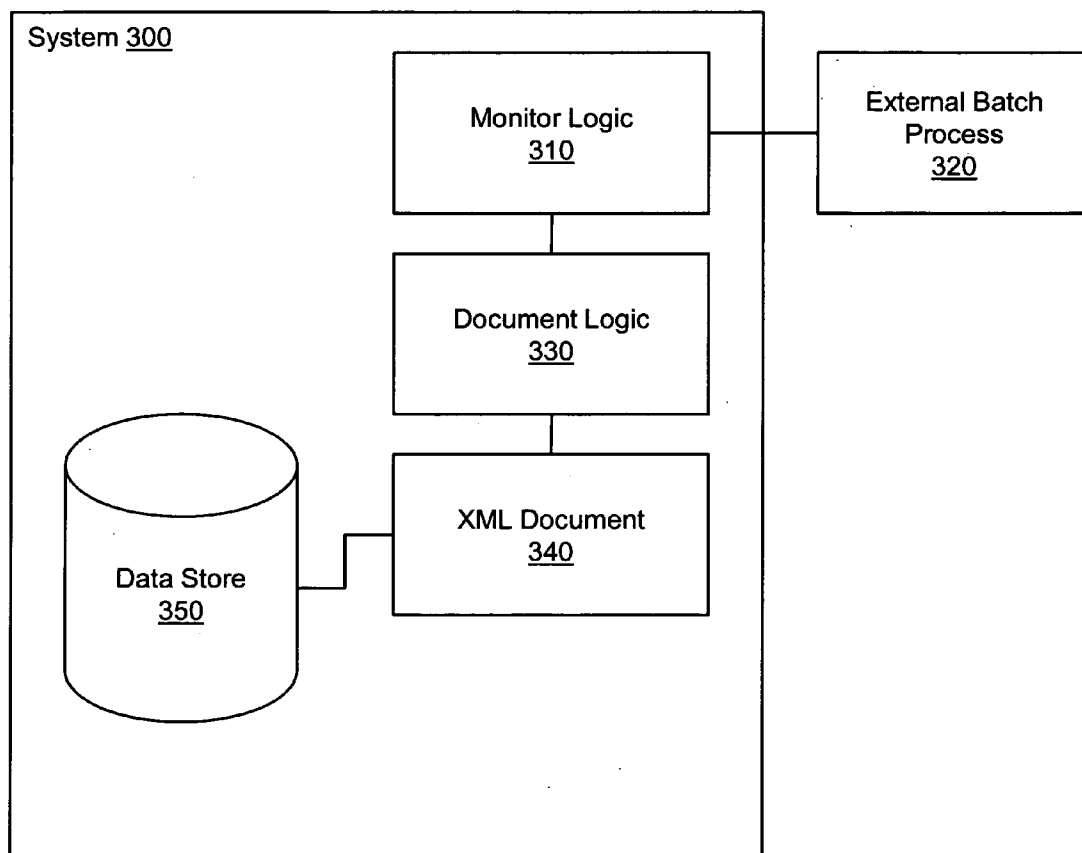 System 300
Monitor Logic
310
External Batch
Process
320
Document Logic
330
XML Document
340
Data Store
350